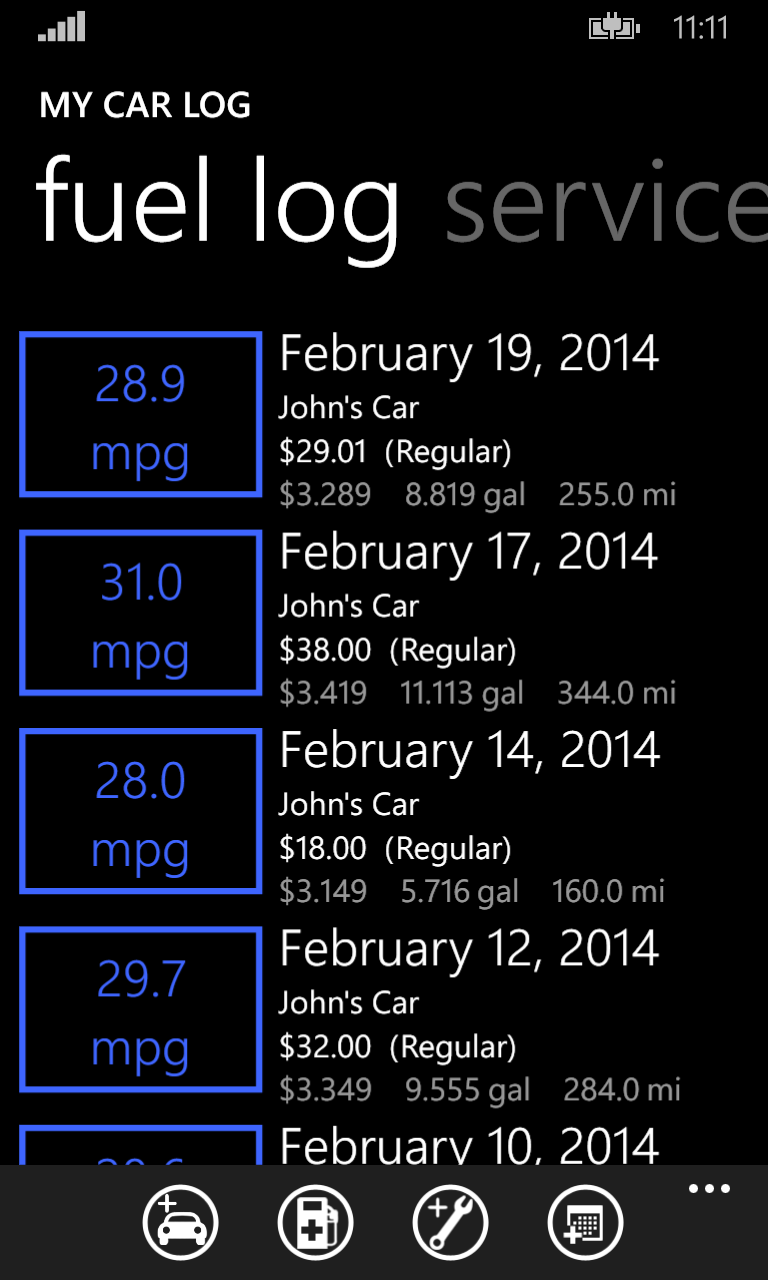 11:11
MY CAR LOG
fuel log service
28.9
mpg
February 19, 2014
John's Car
$29.01 (Regular)
$3.289 8.819 gal 255.0 mi
31.0
mpg
February 17, 2014
John's Car
$38.00 (Regular)
$3.419 11.113 gal 344.0 mi
28.0
mpg
February 14, 2014
John's Car
$18.00 (Regular)
$3.149 5.716 gal 160.0 mi
29.7
mpg
February 12, 2014
John's Car
$32.00 (Regular)
$3.349 9.555 gal 284.0 mi
February 10, 2014